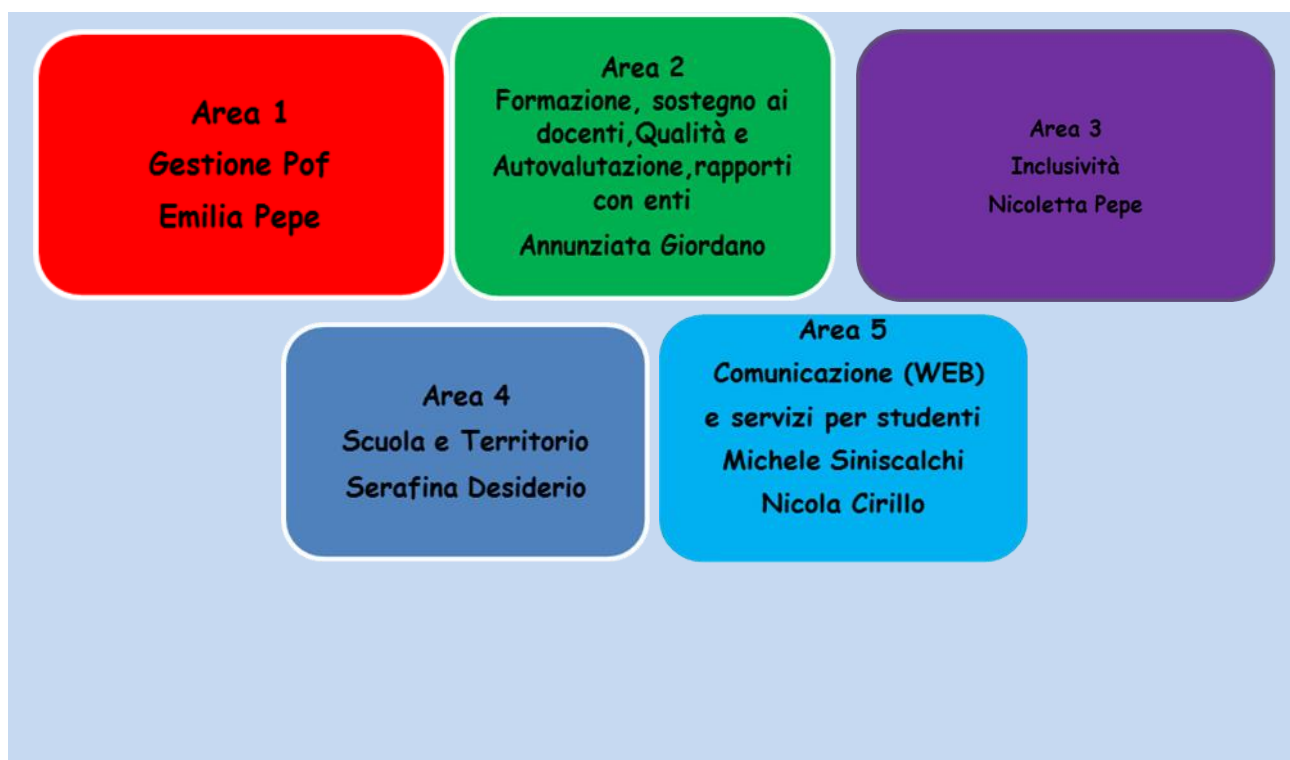 Area 1
Gestione Pof
Emilia Pepe
Area 2
Formazione, sostegno ai
docenti,Qualità e
Autovalutazione,rapporti
con enti
Annunziata Giordano
Area 3
Inclusività
Nicoletta Pepe
Area 4
Scuola e Territorio
Serafina Desiderio
Area 5
Comunicazione (WEB)
e servizi per studenti
Michele Siniscalchi
Nicola Cirillo